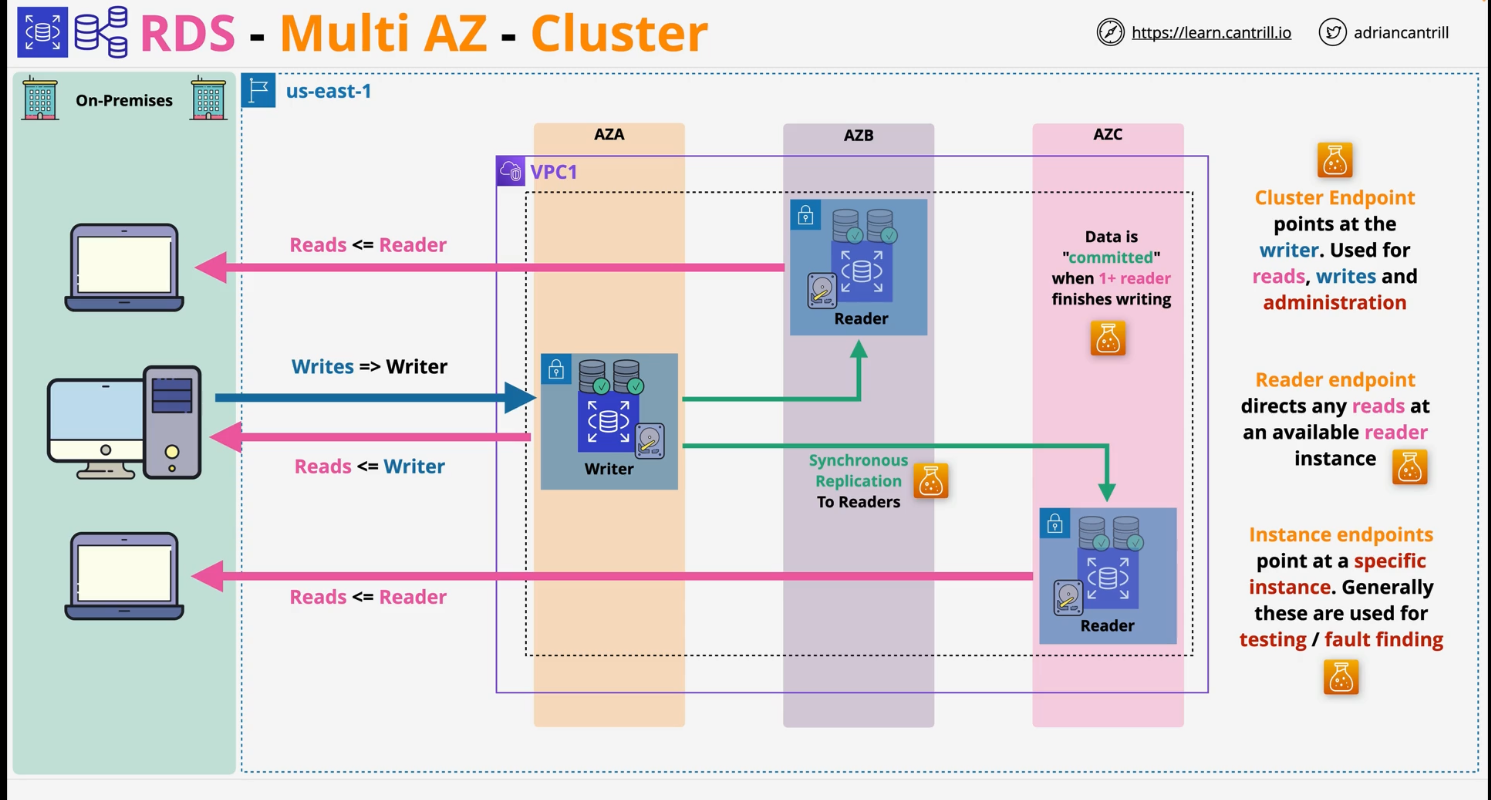 RDS - Multi AZ - Cluster
https://learn.cantrill.io
adriancantrill
On-Premises
us-east-1
AZA
AZB
AZC
VPC1
Reads <= Reader
Writes => Writer
Reads <= Writer
Reads <= Reader
Writer
Reader
Data is
"committed"
when 1+ reader
finishes writing
Synchronous
Replication
To Readers
Reader
Cluster Endpoint
points at the
writer. Used for
reads, writes and
administration
Reader endpoint
directs any reads at
an available reader
instance
Instance endpoints
point at a specific
instance. Generally
these are used for
testing / fault finding